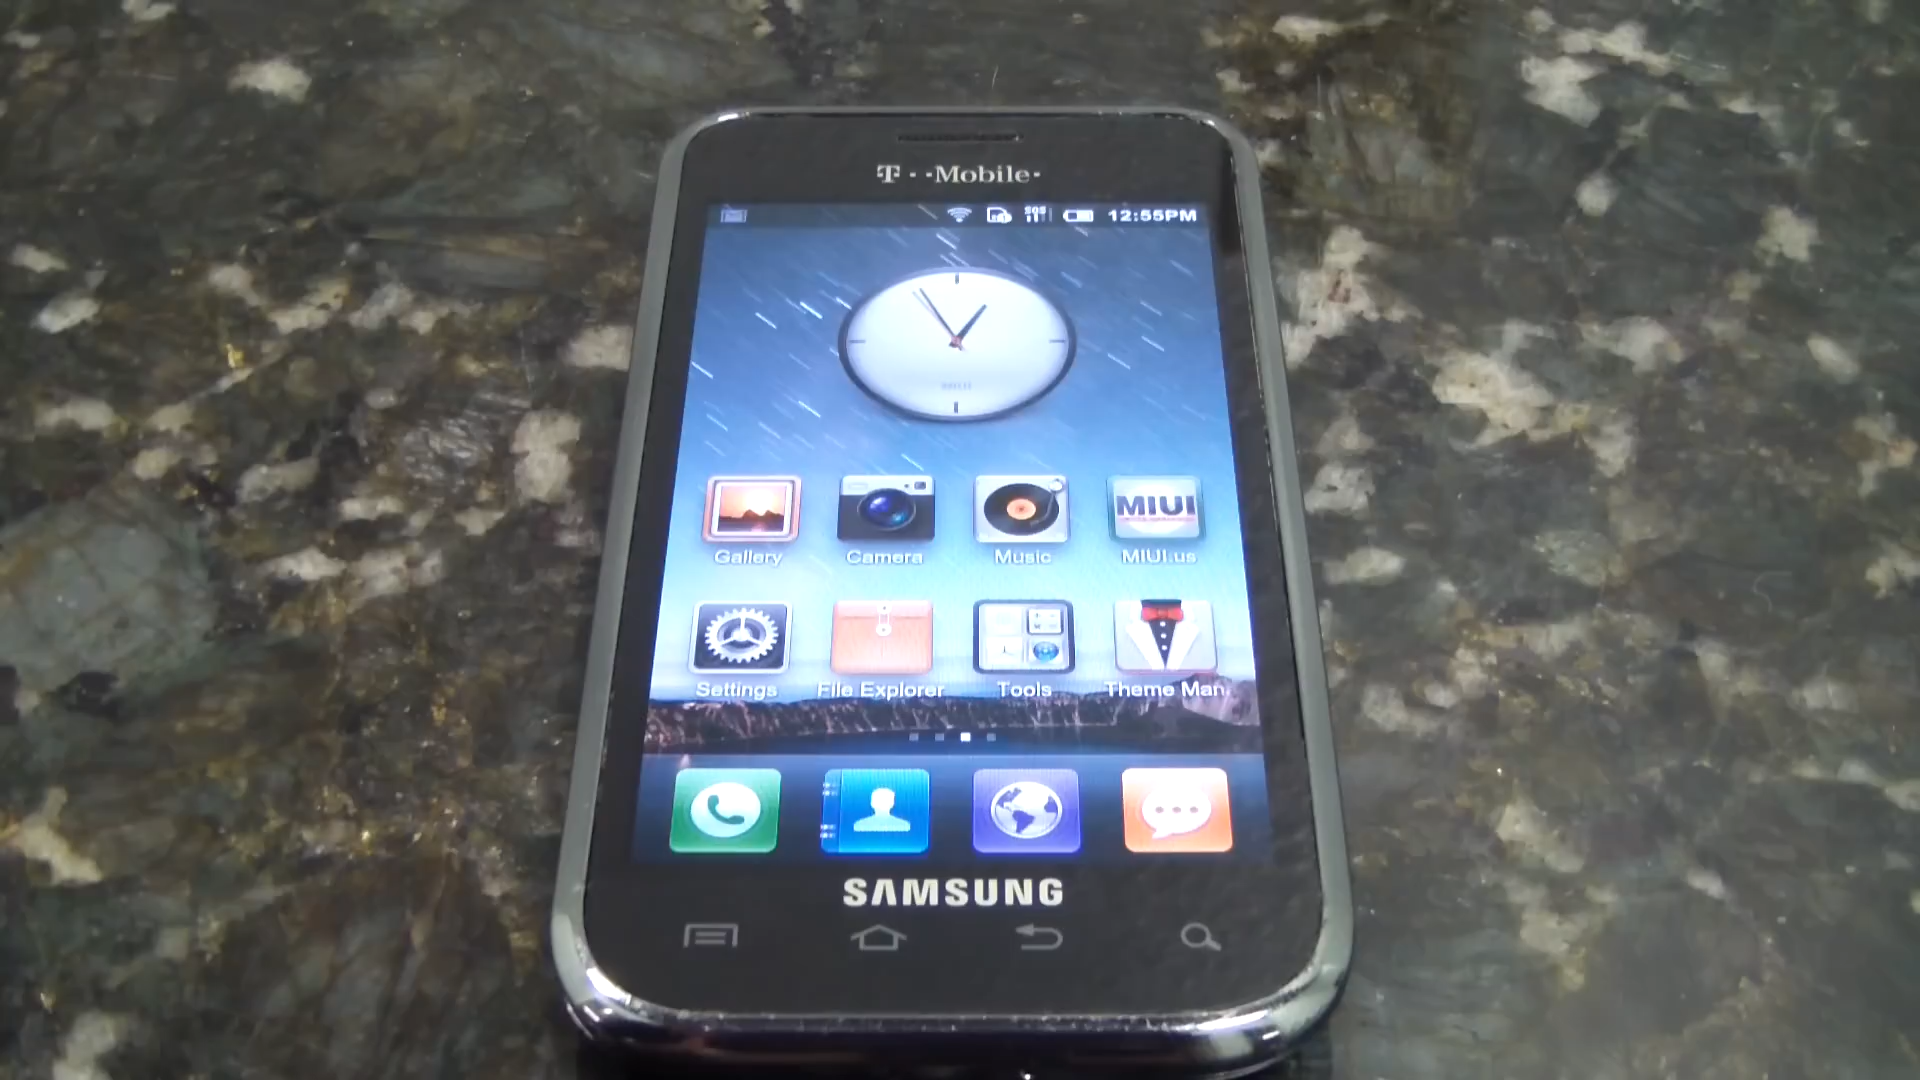 T··Mobile·
12:55PM
MIUI
Gallery Camera Music MIUI.us
Settings File Explorer Tools Theme Man.
SAMSUNG